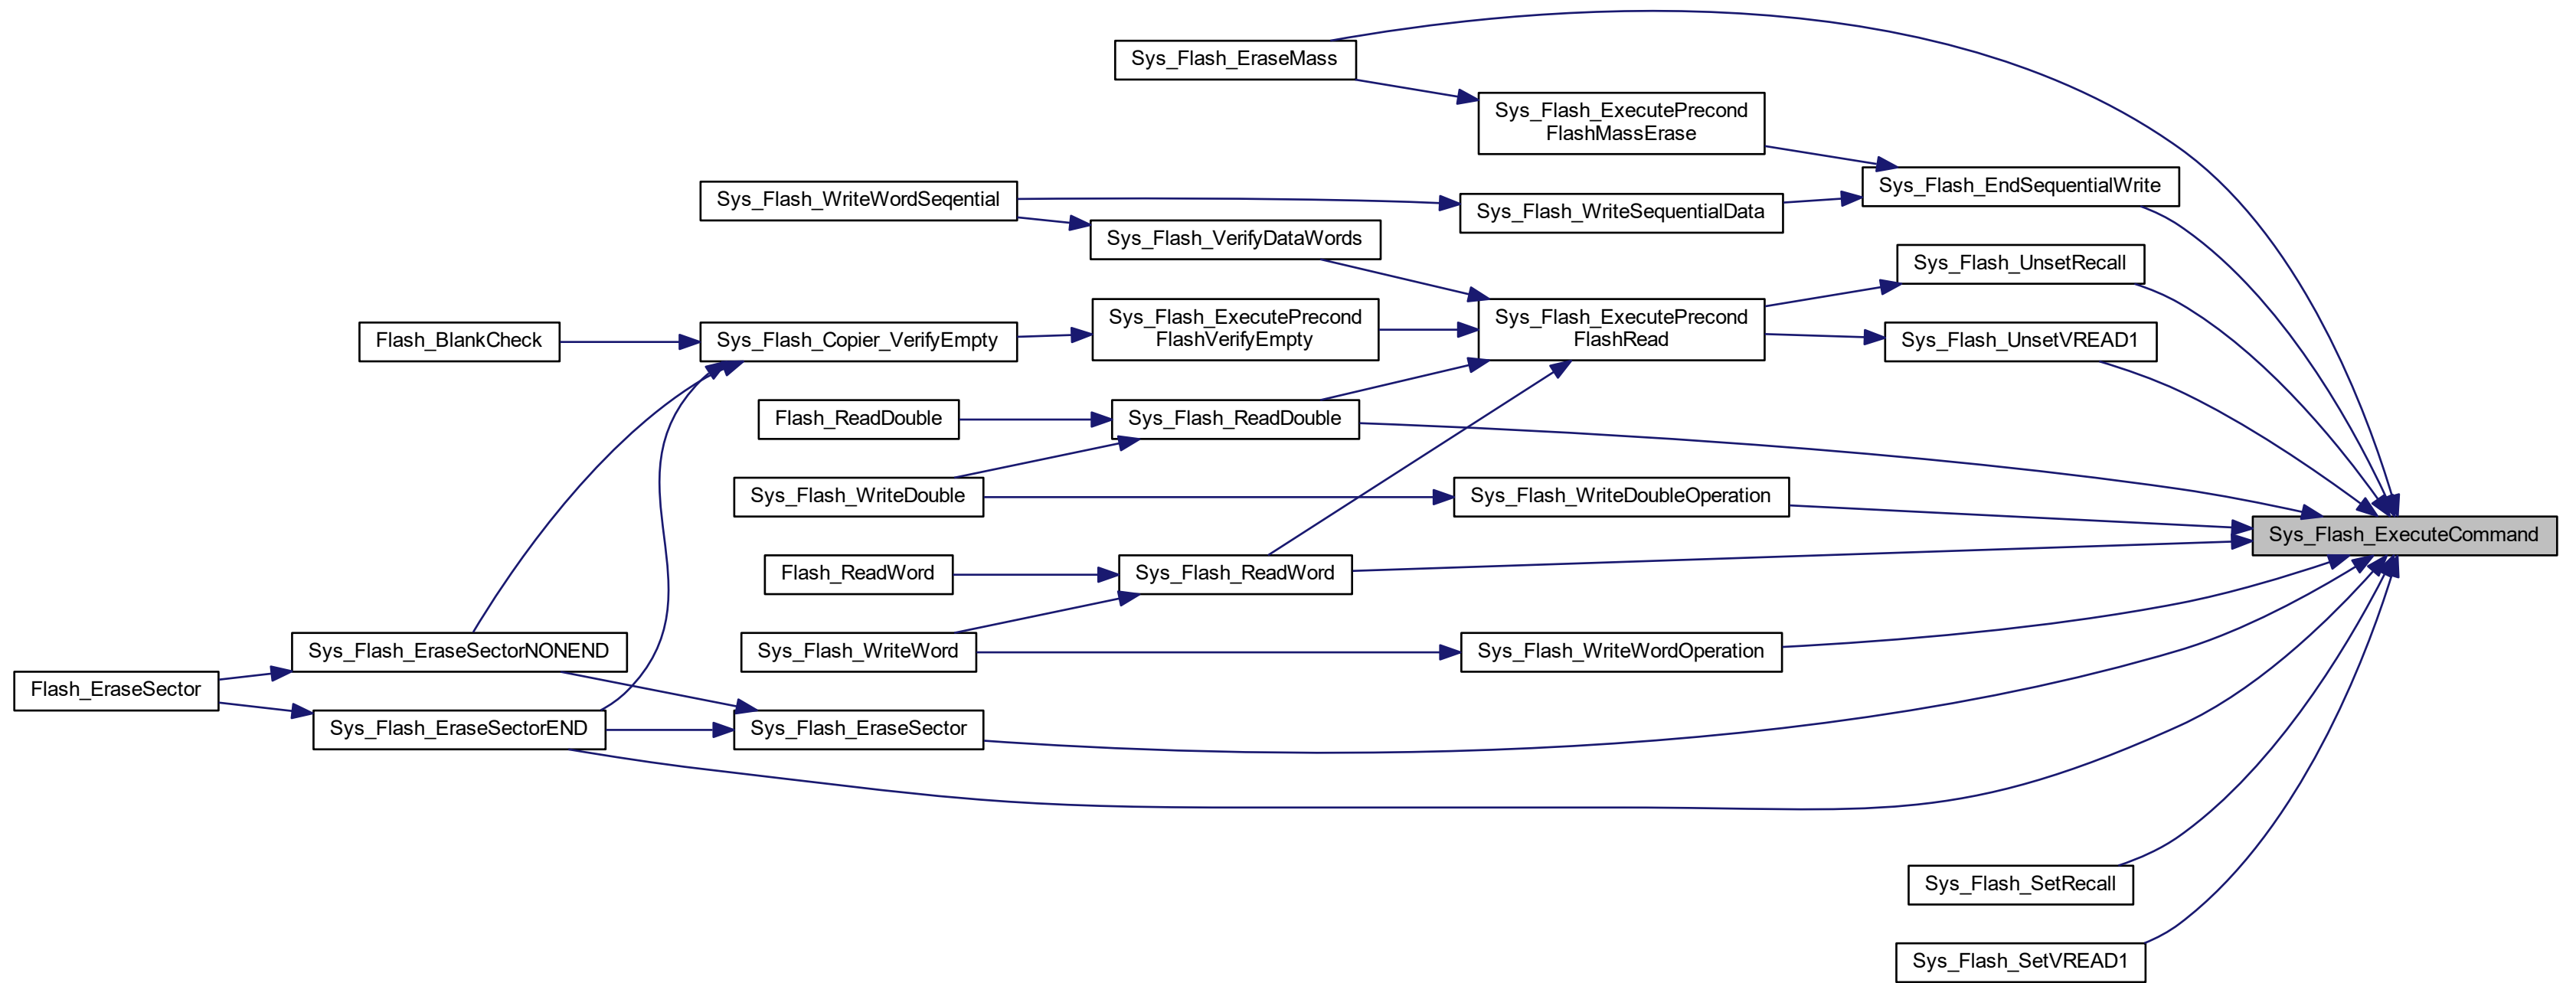 Sys_Flash_EraseMass
Sys_Flash_ExecutePrecond
FlashMassErase
Sys_Flash_EndSequentialWrite
Sys_Flash_WriteWordSeqential
Sys_Flash_WriteSequentialData
Sys_Flash_VerifyDataWords
Sys_Flash_UnsetRecall
Flash_BlankCheck
Sys_Flash_Copier_VerifyEmpty
Sys_Flash_ExecutePrecond
FlashVerifyEmpty
Sys_Flash_ExecutePrecond
FlashRead
Sys_Flash_UnsetVREAD1
Flash_ReadDouble
Sys_Flash_ReadDouble
Sys_Flash_WriteDouble
Sys_Flash_WriteDoubleOperation
Sys_Flash_ExecuteCommand
Flash_ReadWord
Sys_Flash_ReadWord
Sys_Flash_EraseSectorNONEND
Sys_Flash_WriteWord
Sys_Flash_WriteWordOperation
Flash_EraseSector
Sys_Flash_EraseSectorEND
Sys_Flash_EraseSector
Sys_Flash_SetRecall
Sys_Flash_SetVREAD1